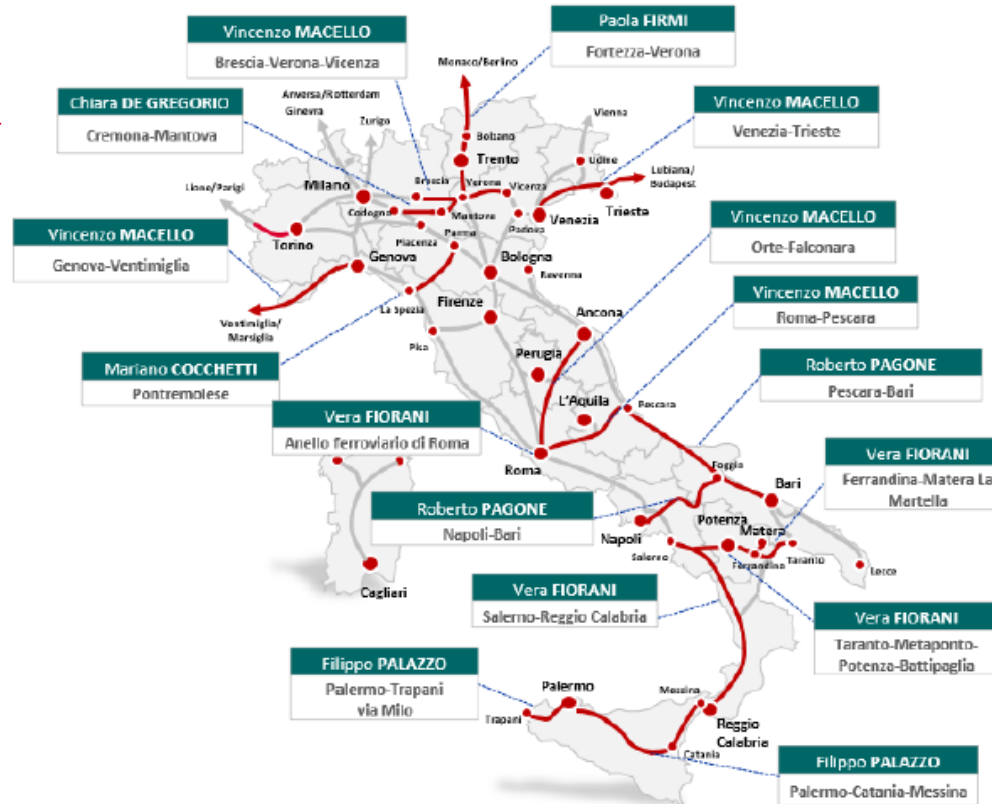 Paola FIRMI
Fortezza-Verona
Vincenzo MACELLO
Brescia-Verona-Vicenza
Monaco/Berlino
Chiara DE GREGORIO
Cremona-Mantova
Anversa/Rotterdam
Ginevra
Zurigo
Vienna
Vincenzo MACELLO
Venezia-Trieste
Bolzano
Trento
Udine
Lubiana/
Budapest
Lione/Parigi
Milano
Brescia
Verona
Vicenza
Codogno
Mantova
Padova
Venezia
Trieste
Torino
Piacenza
Parma
Vincenzo MACELLO
Genova-Ventimiglia
Genova
Bologna
Ravenna
Vincenzo MACELLO
Orte-Falconara
La Spezia
Firenze
Ancona
Ventimiglia/
Marsiglia
Pisa
Perugia
Vincenzo MACELLO
Roma-Pescara
Mariano COCCHETTI
Pontremolese
L'Aquila
Pescara
Roberto PAGONE
Pescara-Bari
Vera FIORANI
Anello ferroviario di Roma
Roma
Foggia
Vera FIORANI
Ferrandina-Matera La
Martella
Bari
Roberto PAGONE
Napoli-Bari
Napoli
Potenza
Matera
Salerno
Ferrandina
Taranto
Lecce
Cagliari
Vera FIORANI
Salerno-Reggio Calabria
Vera FIORANI
Taranto-Metaponto-
Potenza-Battipaglia
Filippo PALAZZO
Palermo-Trapani
via Milo
Palermo
Messina
Trapani
Reggio
Calabria
Catania
Filippo PALAZZO
Palermo-Catania-Messina